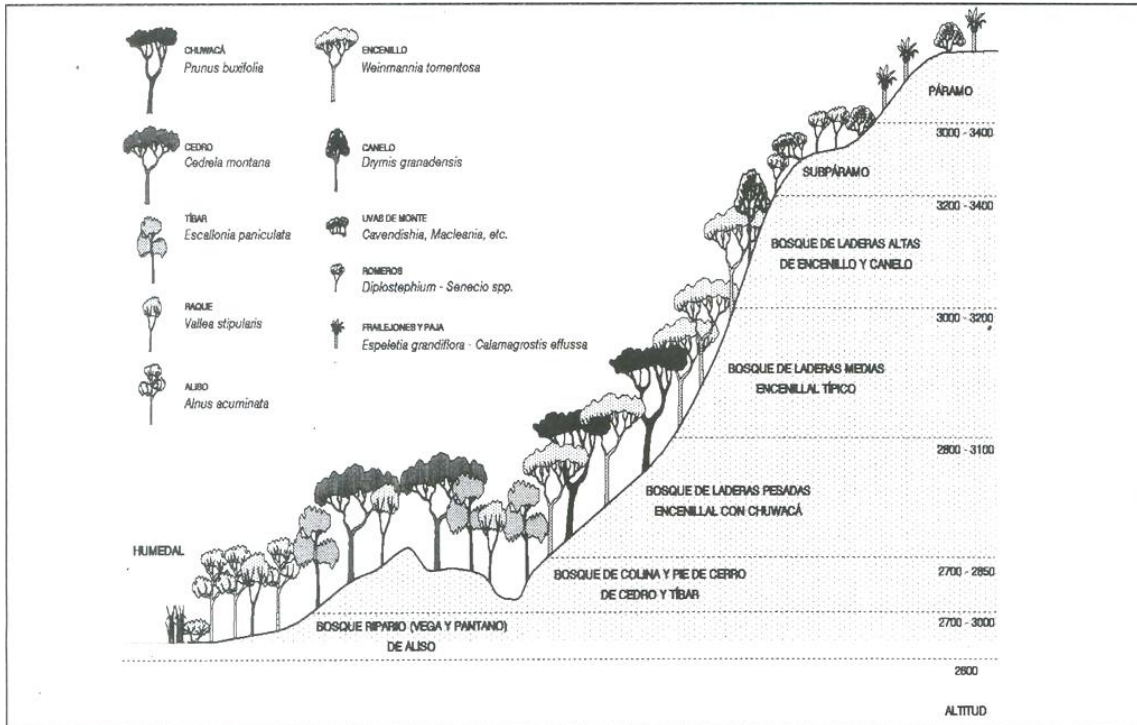 CHUWACÁ
Prunus buxifolia
CEDRO
Cedrela montana
TÍBAR
Escallonia paniculata
RAQUE
Vallea stipularis
ALISO
Alnus acuminata
ENCENILLO
Weinmannia tomentosa
CANELO
Drymis granadensis
UVAS DE MONTE
Cavendishia, Macleania, etc.
ROMEROS
Diplostephium - Senecio spp.
FRAILEJONES Y PAJA
Espeletia grandiflora - Calamagrostis effussa
PÁRAMO
3000 - 3400
SUBPÁRAMO
3200 - 3400
BOSQUE DE LADERAS ALTAS
DE ENCENILLO Y CANELO
3000 - 3200
BOSQUE DE LADERAS MEDIAS
ENCENILLAL TÍPICO
2800 - 3100
BOSQUE DE LADERAS PESADAS
ENCENILLAL CON CHUWACÁ
HUMEDAL
2700 - 2850
BOSQUE DE COLINA Y PIE DE CERRO
DE CEDRO Y TÍBAR
2700 - 3000
BOSQUE RIPARIO (VEGA Y PANTANO)
DE ALISO
2600
ALTITUD